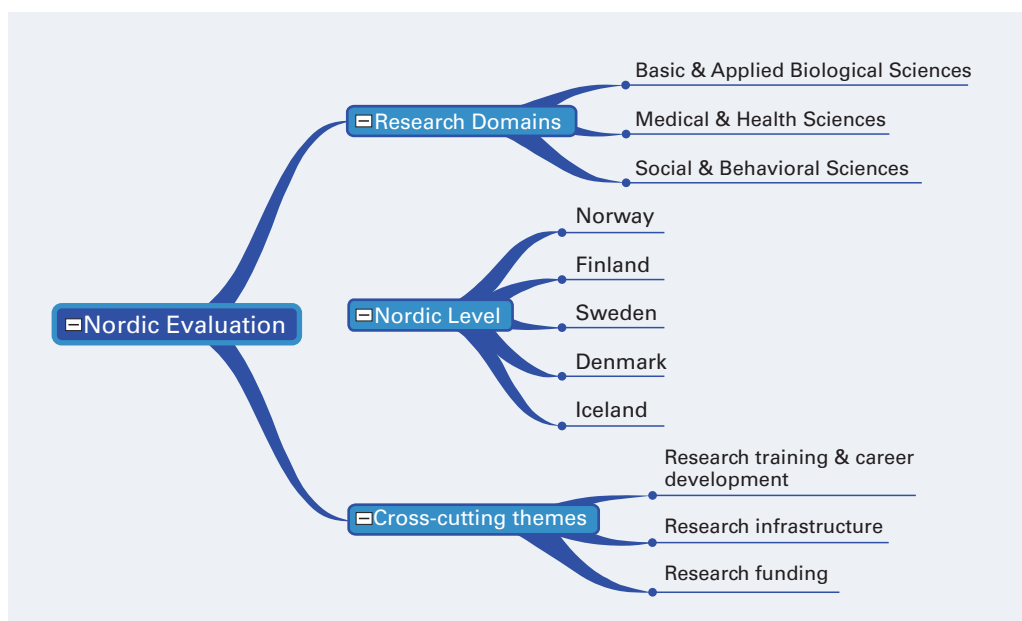 Nordic Evaluation
Research Domains
Basic & Applied Biological Sciences
Medical & Health Sciences
Social & Behavioral Sciences
Nordic Level
Norway
Finland
Sweden
Denmark
Iceland
Cross-cutting themes
Research training & career
development
Research infrastructure
Research funding